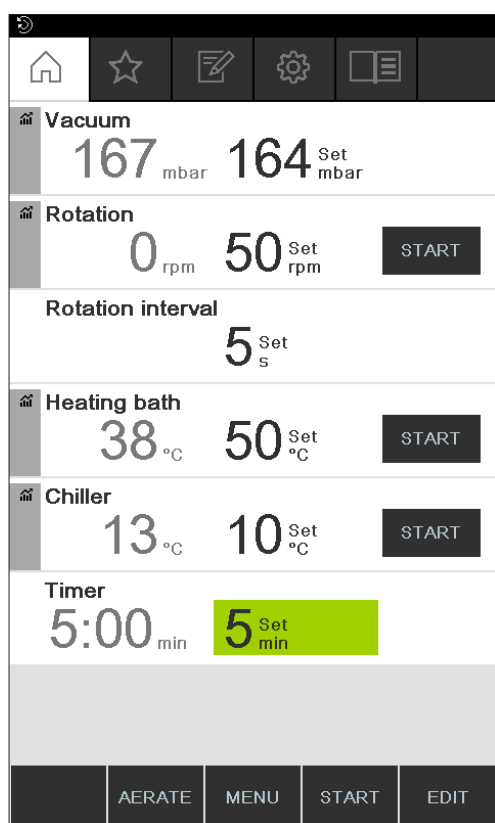 Vacuum
167 mbar 164 Set mbar
Rotation
0 rpm 50 Set rpm START
Rotation interval
5 Set s
Heating bath
38 °C 50 Set °C START
Chiller
13 °C 10 Set °C START
Timer
5:00 min 5 Set min
AERATE MENU START EDIT